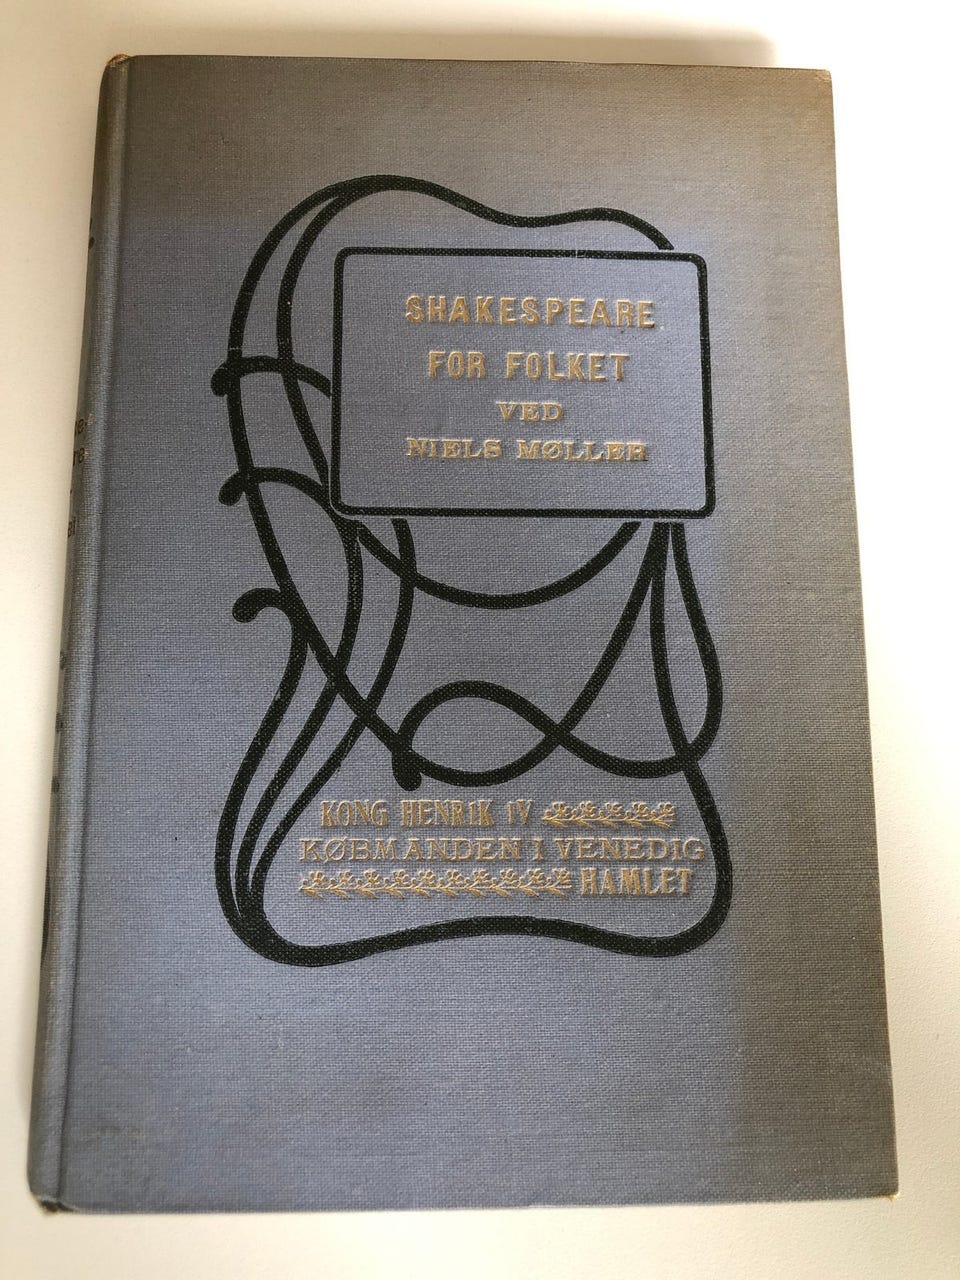 SHAKESPEARE
FOR FOLKET
VED
NIELS MØLLER
KONG HENRIK IV
KØBMANDEN I VENEDIG
HAMLET